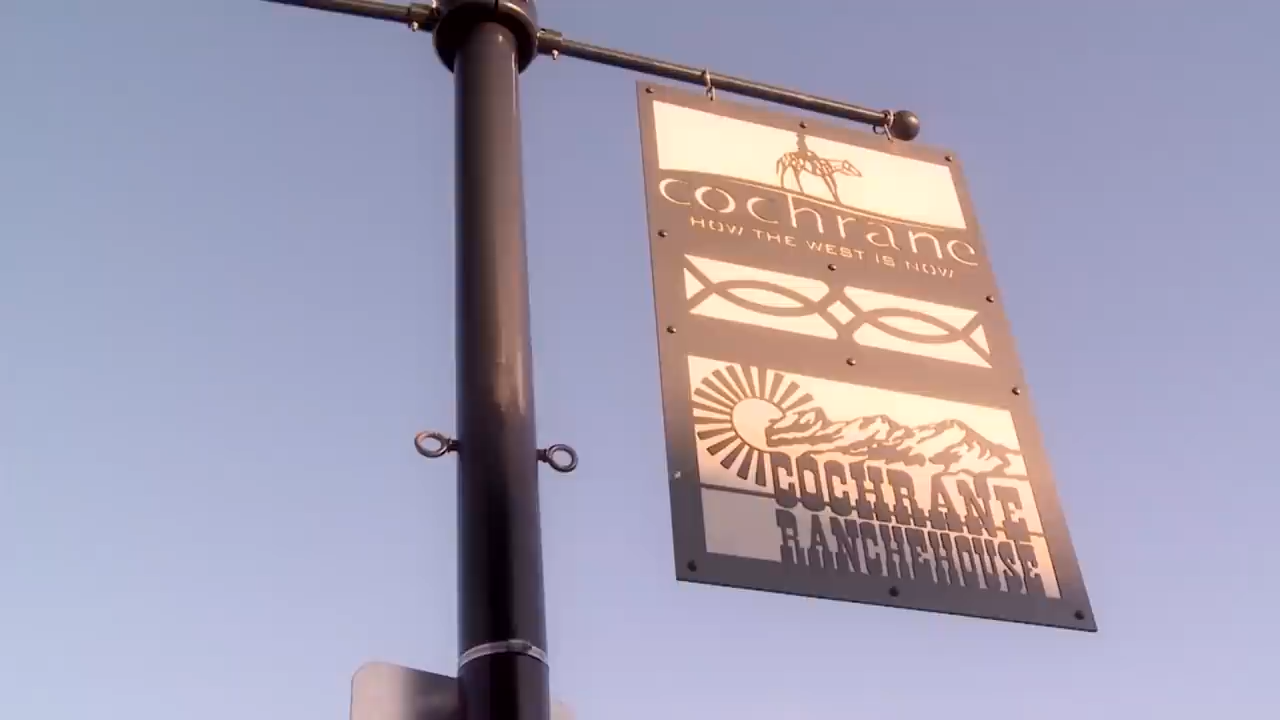 cochrane
HOW THE WEST IS NOW
COCHRANE
RANCHEHOUSE